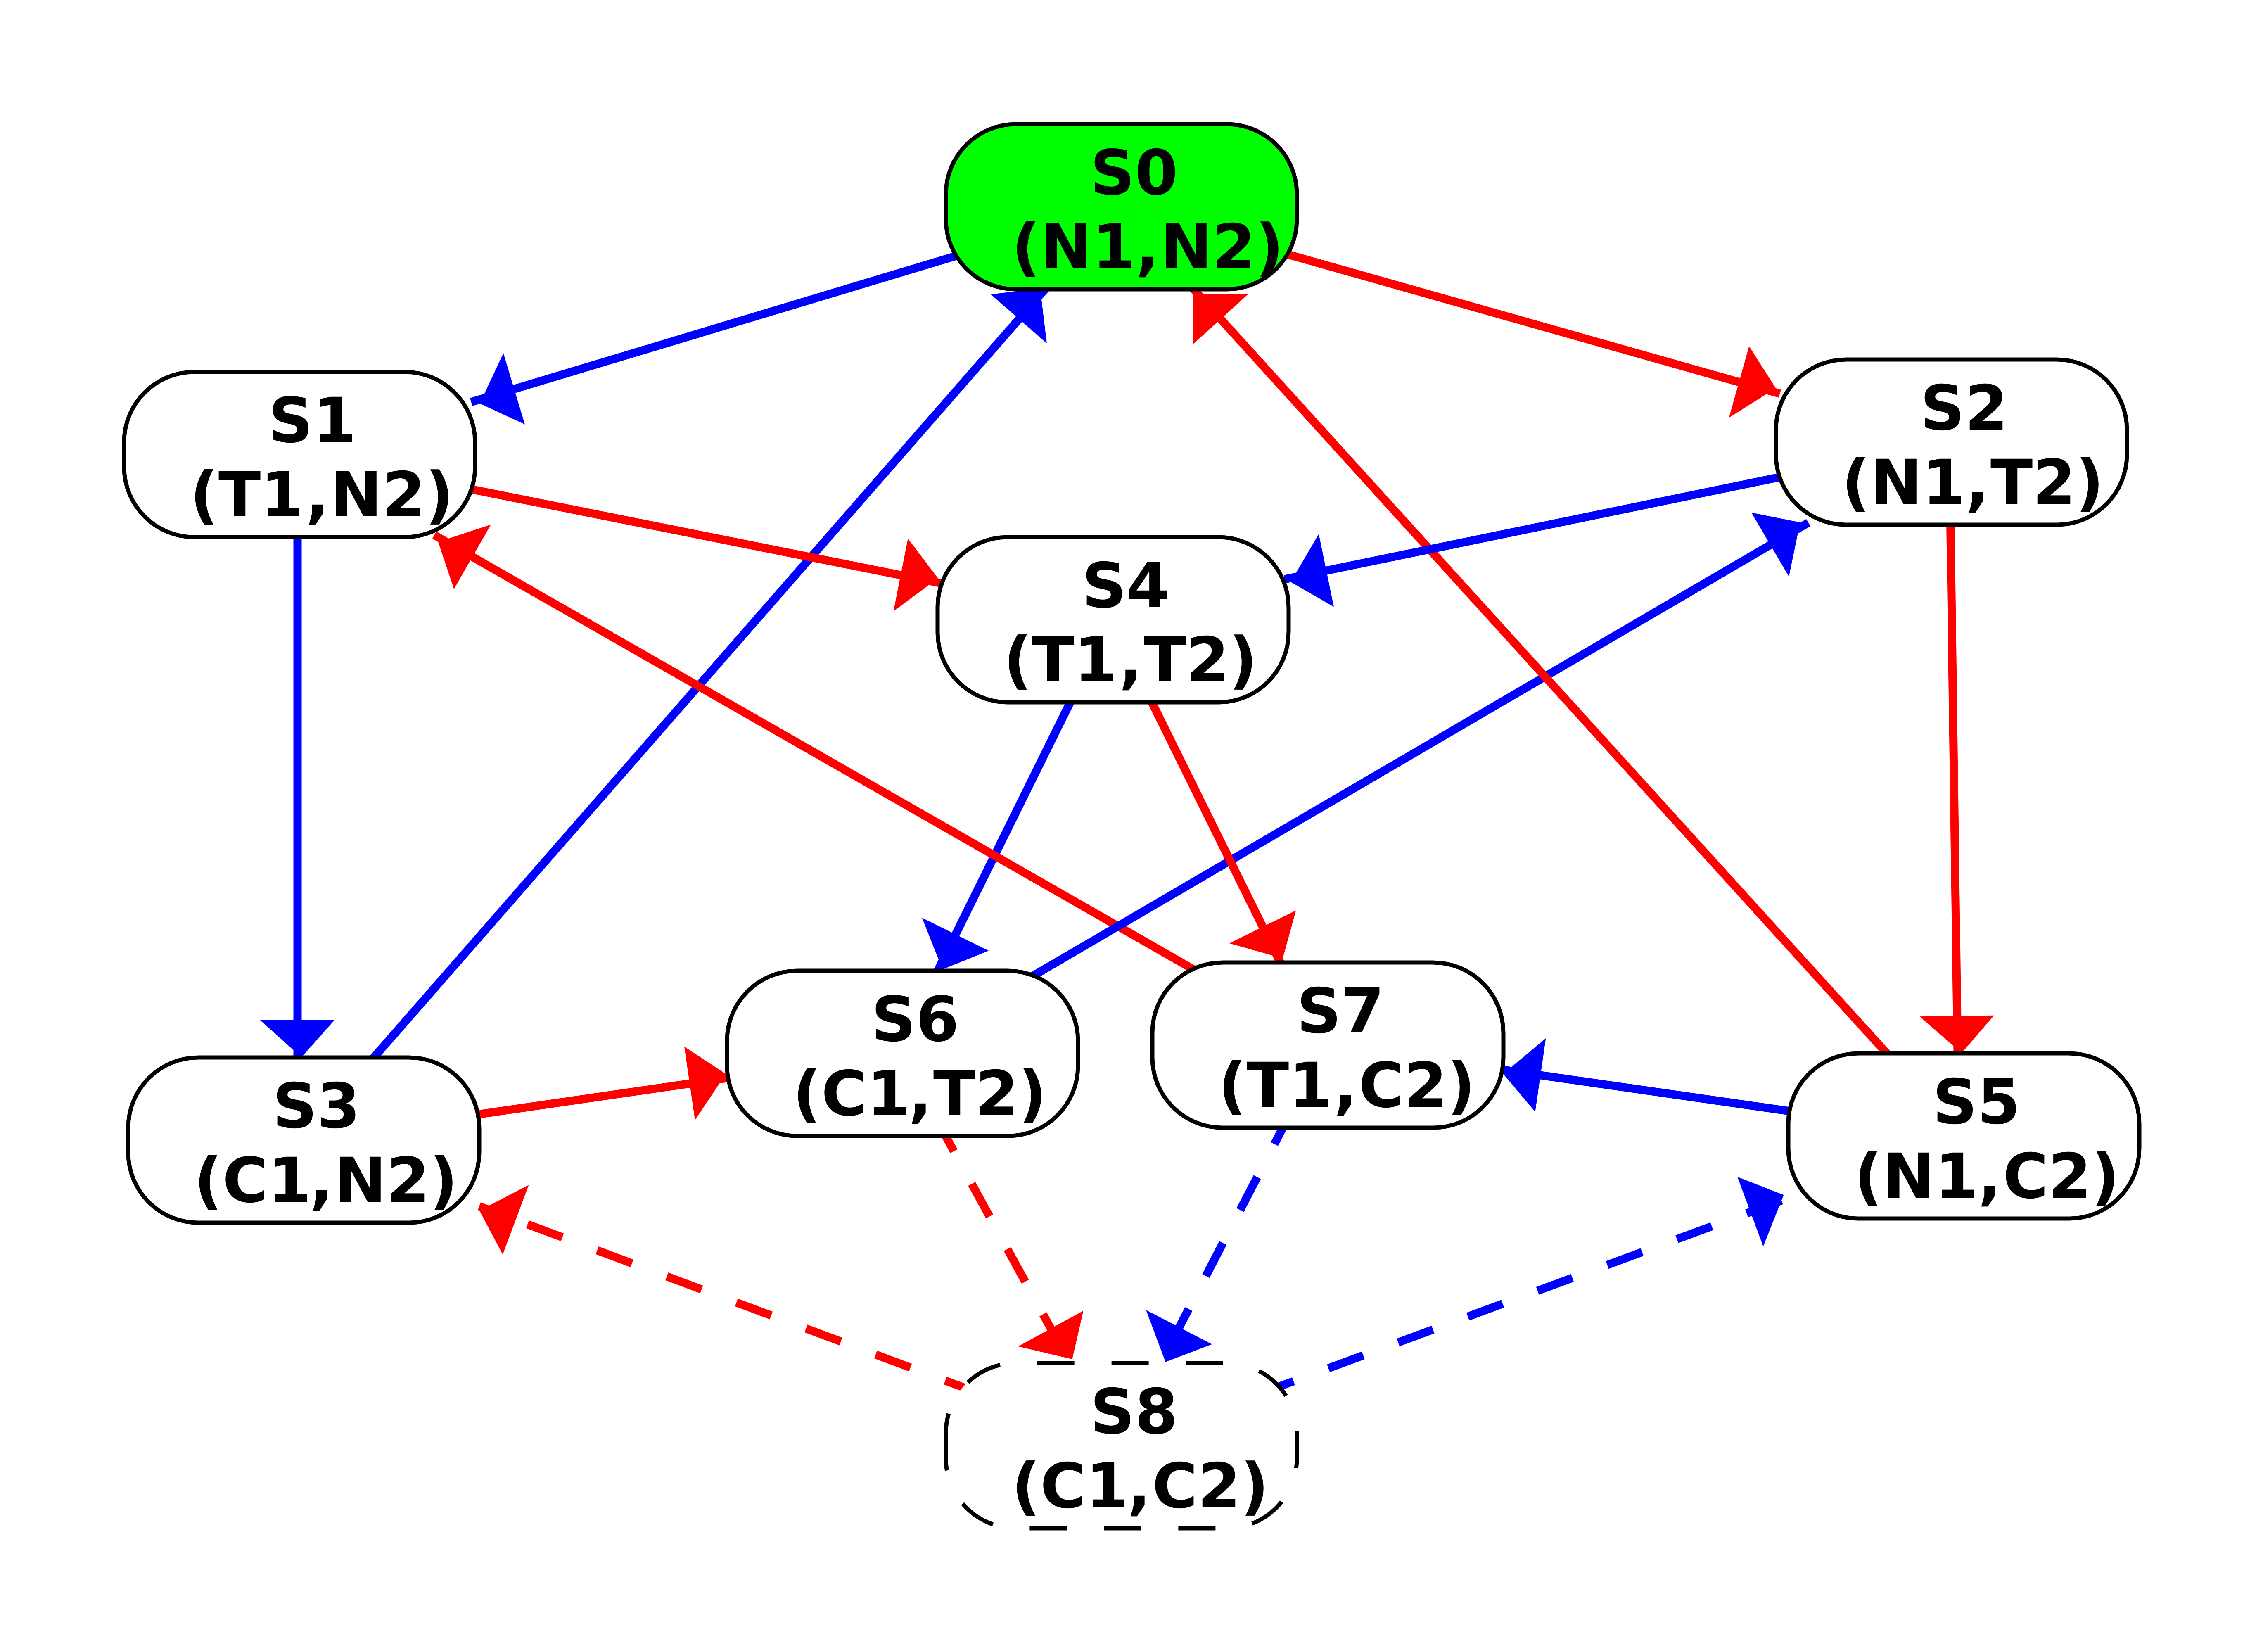 S0
(N1,N2)
S1
(T1,N2)
S2
(N1,T2)
S4
(T1,T2)
S6
(C1,T2)
S7
(T1,C2)
S3
(C1,N2)
S5
(N1,C2)
S8
(C1,C2)